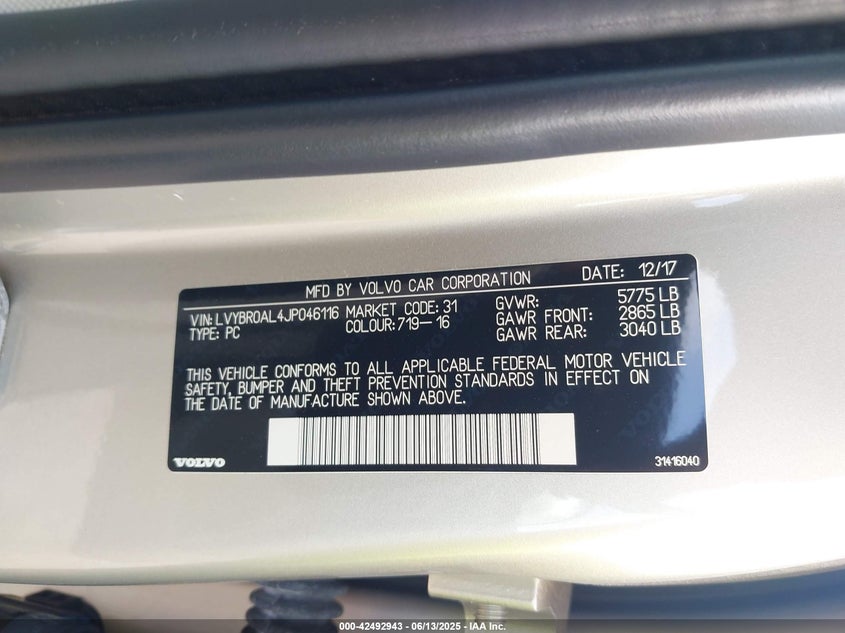 MFD BY VOLVO CAR CORPORATION DATE: 12/17
VIN: LVYBR0AL4JP046116 MARKET CODE: 31 GVWR: 5775 LB
TYPE: PC COLOUR: 719-16 GAWR FRONT: 2865 LB
GAWR REAR: 3040 LB
THIS VEHICLE CONFORMS TO ALL APPLICABLE FEDERAL MOTOR VEHICLE
SAFETY, BUMPER AND THEFT PREVENTION STANDARDS IN EFFECT ON
THE DATE OF MANUFACTURE SHOWN ABOVE.
VOLVO 31416040
000-42492943 - 06/13/2025 - IAA Inc.